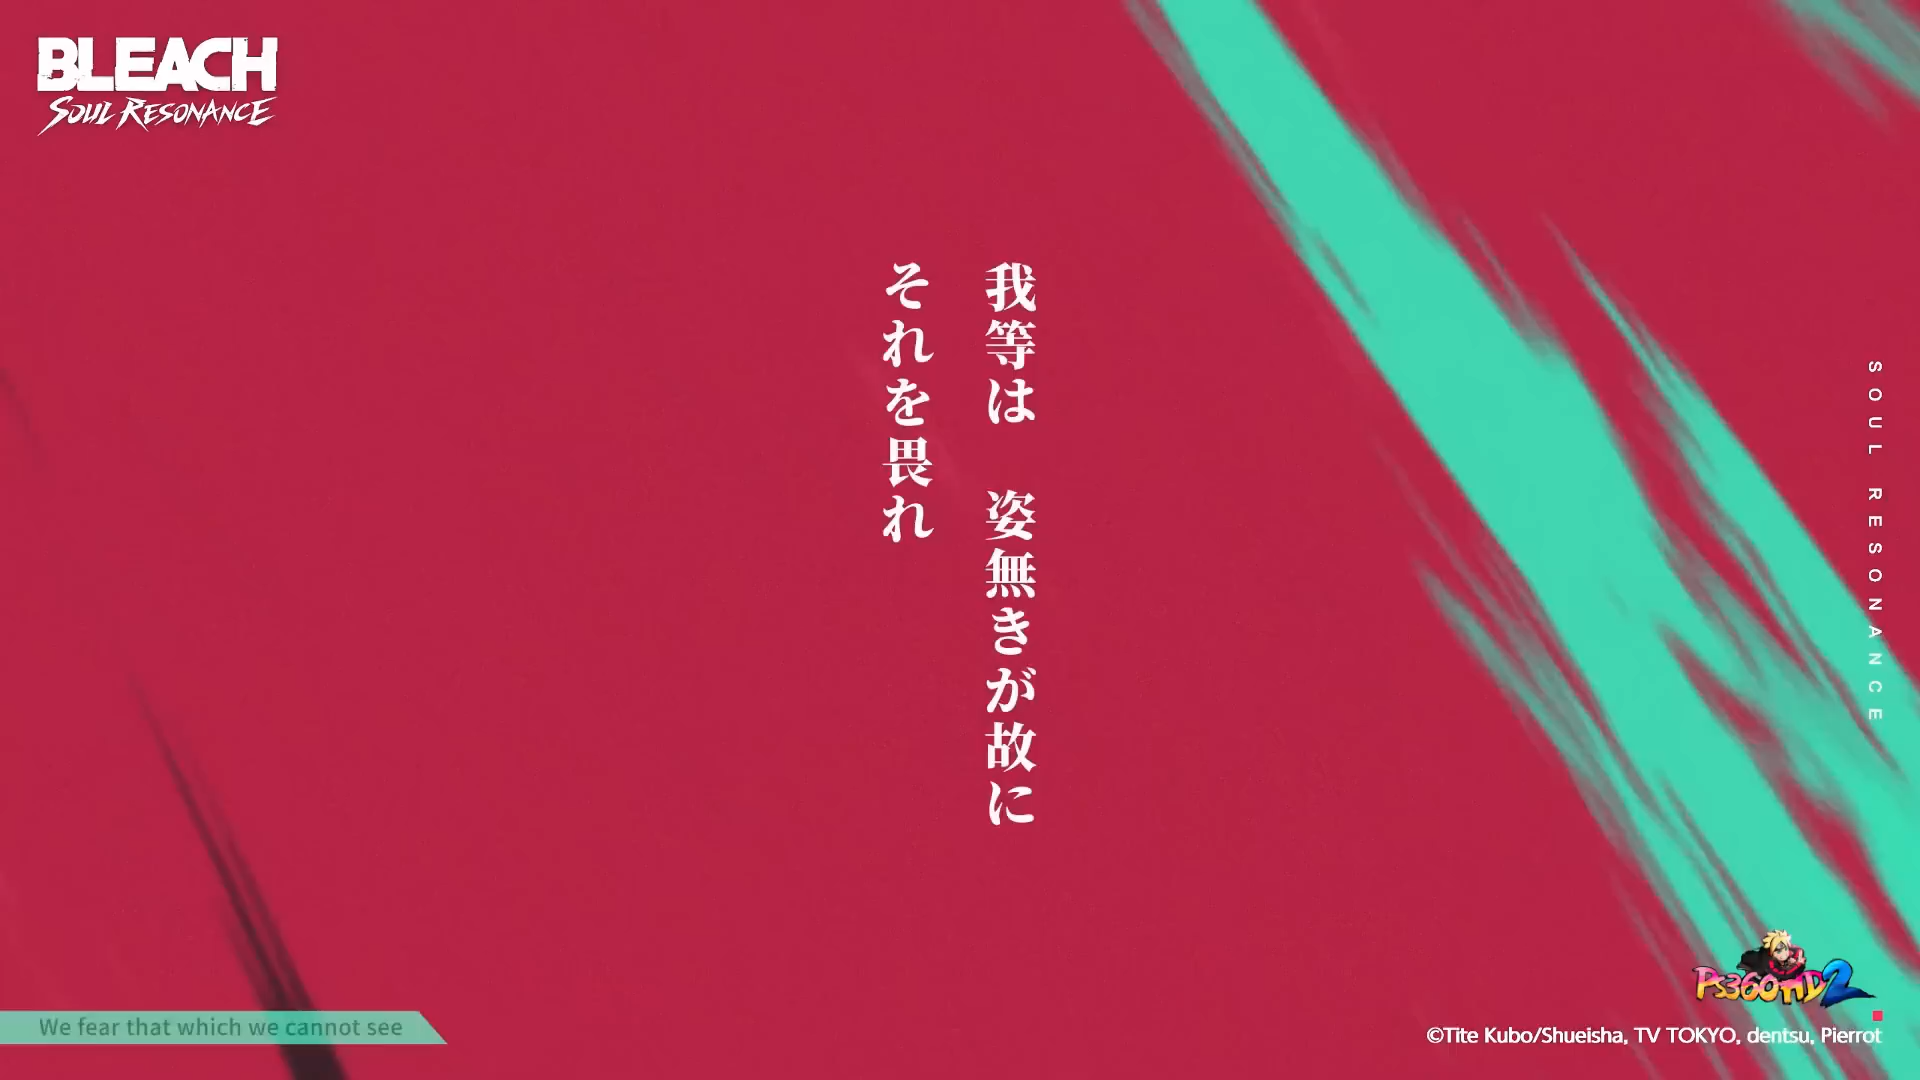 BLEACH
SOUL RESONANCE
我等は　姿無きが故に
それを畏れ
SOUL RESONANCE
We fear that which we cannot see
PS360HD2
©Tite Kubo/Shueisha, TV TOKYO, dentsu, Pierrot